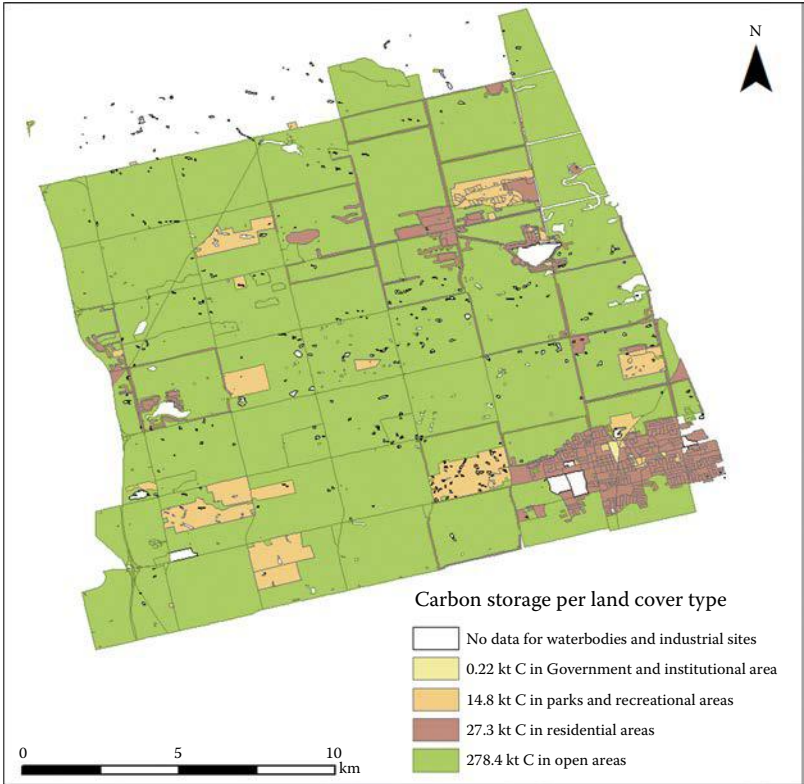 N
Carbon storage per land cover type
No data for waterbodies and industrial sites
0.22 kt C in Government and institutional area
14.8 kt C in parks and recreational areas
27.3 kt C in residential areas
278.4 kt C in open areas
0 5 10
km